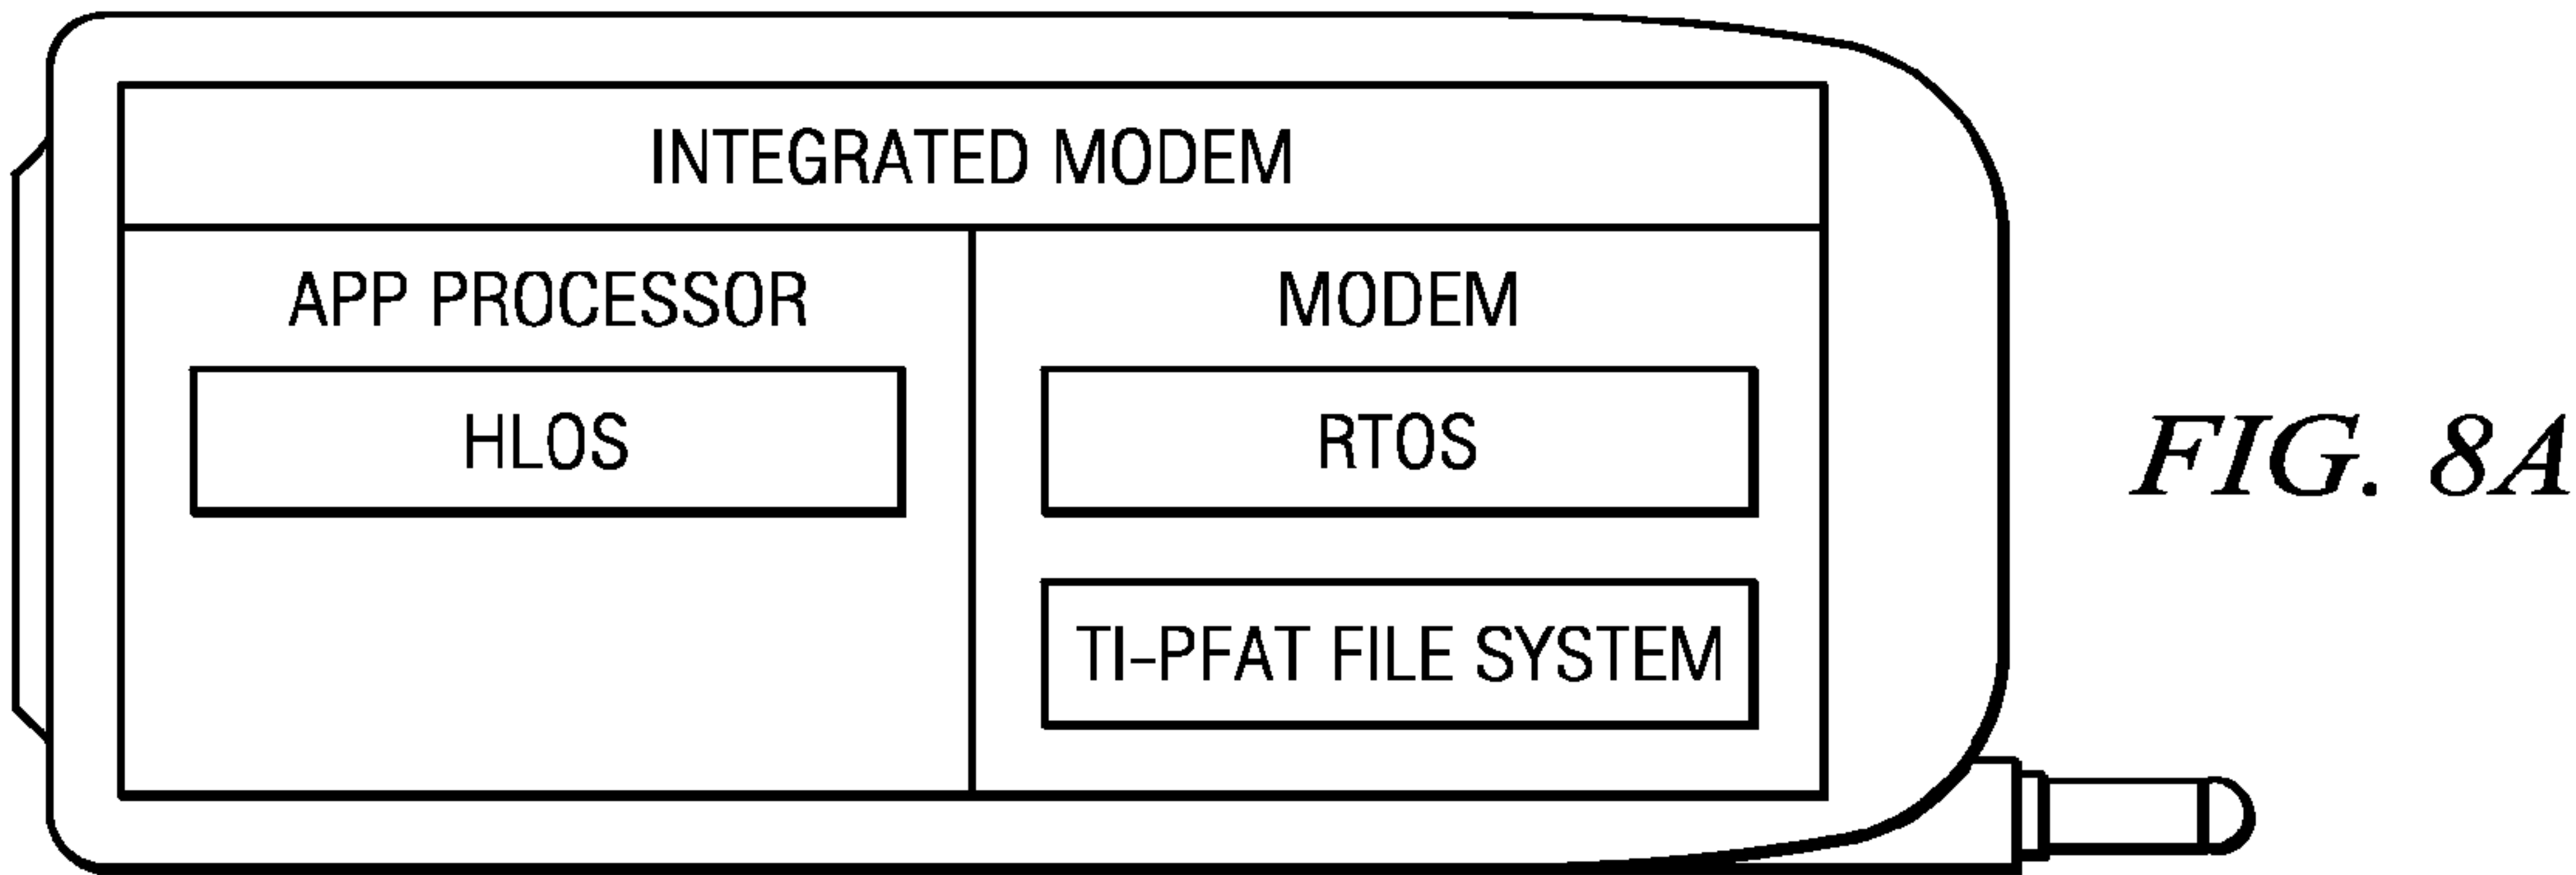 INTEGRATED MODEM
APP PROCESSOR
HLOS
MODEM
RTOS
TI-PFAT FILE SYSTEM
FIG. 8A